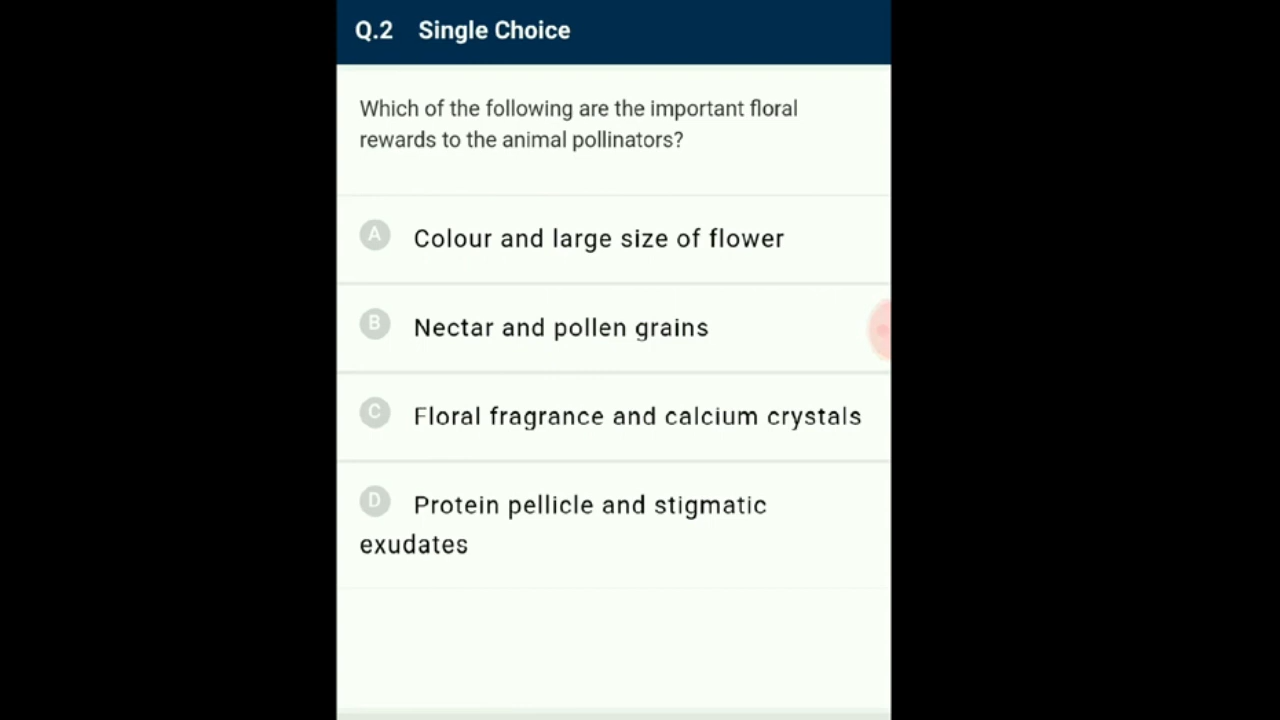 Q.2 Single Choice
Which of the following are the important floral
rewards to the animal pollinators?
A Colour and large size of flower
B Nectar and pollen grains
C Floral fragrance and calcium crystals
D Protein pellicle and stigmatic
exudates